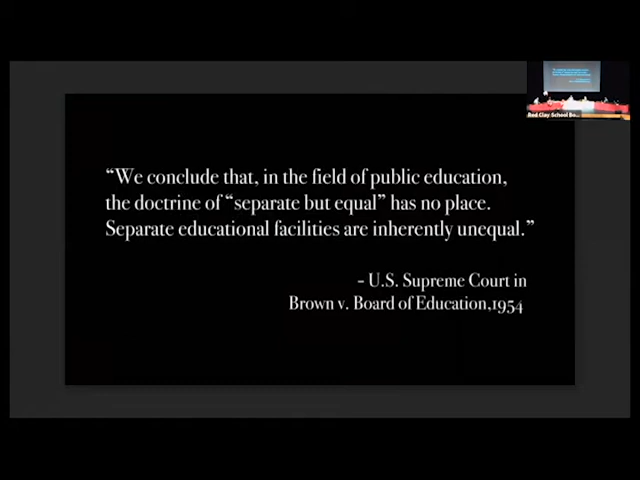 Red Clay School Bo...
“We conclude that, in the field of public education,
the doctrine of “separate but equal” has no place.
Separate educational facilities are inherently unequal.”
– U.S. Supreme Court in
Brown v. Board of Education,1954